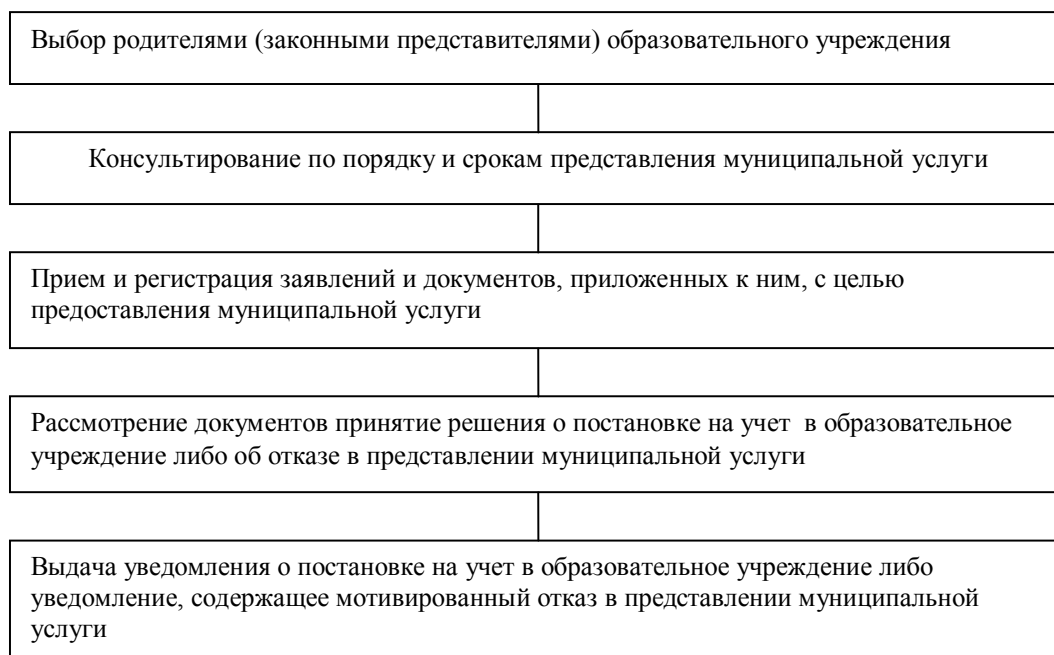 Выбор родителями (законными представителями) образовательного учреждения
Консультирование по порядку и срокам представления муниципальной услуги
Прием и регистрация заявлений и документов, приложенных к ним, с целью
предоставления муниципальной услуги
Рассмотрение документов принятие решения о постановке на учет в образовательное
учреждение либо об отказе в представлении муниципальной услуги
Выдача уведомления о постановке на учет в образовательное учреждение либо
уведомление, содержащее мотивированный отказ в представлении муниципальной
услуги